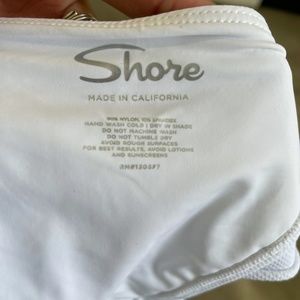 Shore
MADE IN CALIFORNIA
90% NYLON, 10% SPANDEX
HAND WASH COLD | DRY IN SHADE
DO NOT MACHINE WASH
DO NOT TUMBLE DRY
AVOID ROUGH SURFACES
FOR BEST RESULTS, AVOID LOTIONS
AND SUNSCREENS